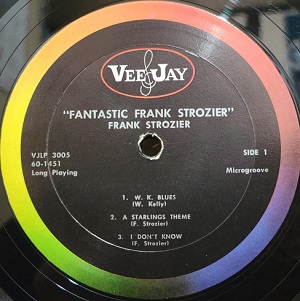 VEE JAY
"FANTASTIC FRANK STROZIER"
FRANK STROZIER
VJLP 3005
60-1451
Long Playing
SIDE 1
Microgroove
1. W. K. BLUES
(W. Kelly)
2. A STARLINGS THEME
(F. Strozier)
3. I DON'T KNOW
(F. Strozier)